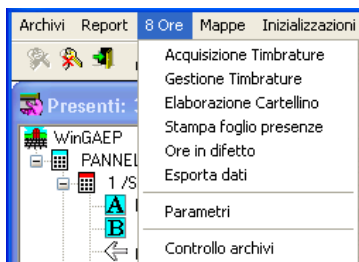 Archivi Report 8 Ore Mappe Inizializzazioni
Acquisizione Timbrature
Gestione Timbrature
Elaborazione Cartellino
Stampa foglio presenze
Ore in difetto
Esporta dati
Parametri
Controllo archivi
Presenti:
WinGAEP
PANNEL
1 /S
A
B